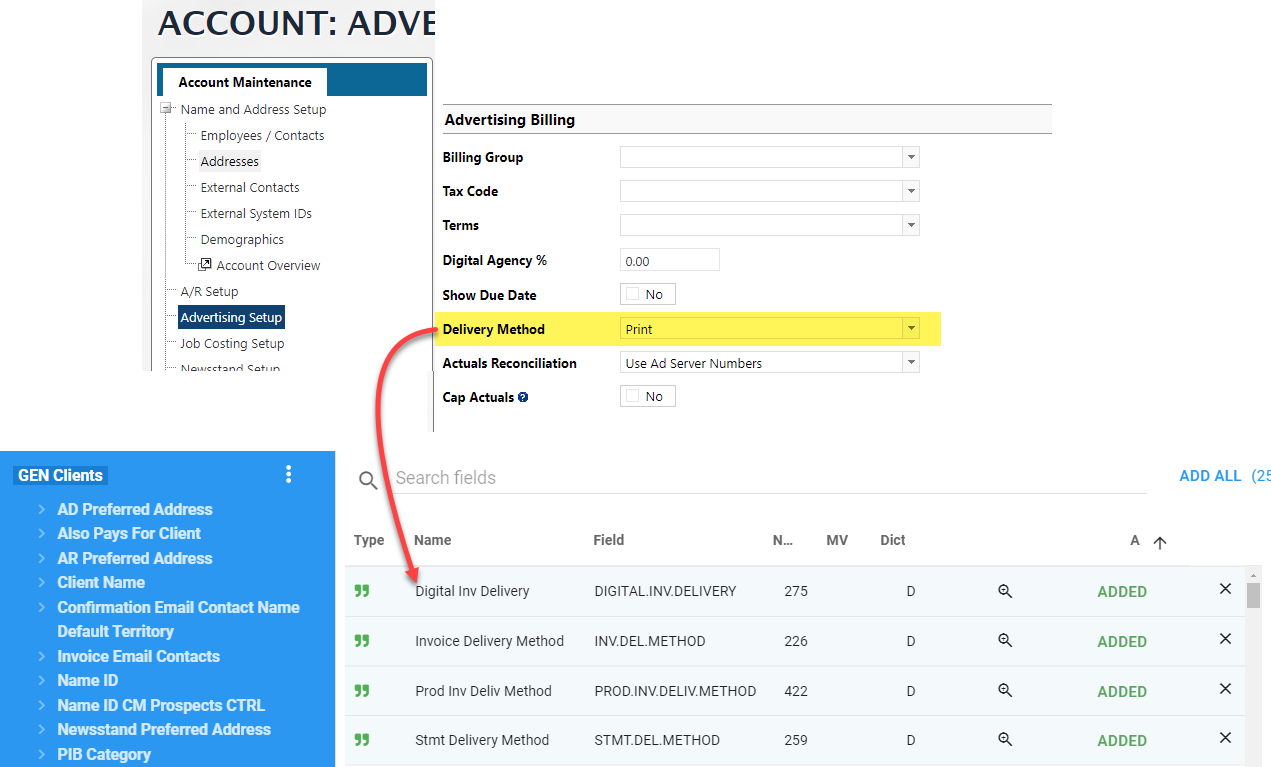 ACCOUNT: ADVE
Account Maintenance
Name and Address Setup
Employees / Contacts
Addresses
External Contacts
External System IDs
Demographics
Account Overview
A/R Setup
Advertising Setup
Job Costing Setup
Newsstand Setup
Advertising Billing
Billing Group
Tax Code
Terms
Digital Agency % 0.00
Show Due Date No
Delivery Method Print
Actuals Reconciliation Use Ad Server Numbers
Cap Actuals ? No
GEN Clients
AD Preferred Address
Also Pays For Client
AR Preferred Address
Client Name
Confirmation Email Contact Name
Default Territory
Invoice Email Contacts
Name ID
Name ID CM Prospects CTRL
Newsstand Preferred Address
PIB Category
Search fields ADD ALL (25
Type Name Field N... MV Dict A
Digital Inv Delivery DIGITAL.INV.DELIVERY 275 D ADDED
Invoice Delivery Method INV.DEL.METHOD 226 D ADDED
Prod Inv Deliv Method PROD.INV.DELIV.METHOD 422 D ADDED
Stmt Delivery Method STMT.DEL.METHOD 259 D ADDED